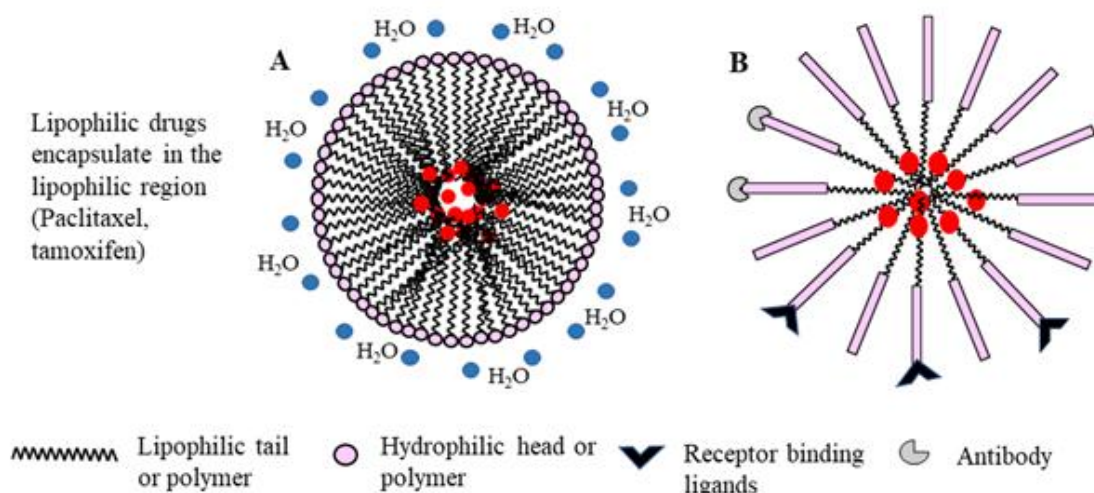 H₂O
H₂O
A
B
H₂O
Lipophilic drugs
encapsulate in the
lipophilic region
(Paclitaxel,
tamoxifen)
H₂O
H₂O
H₂O
H₂O
H₂O
H₂O
Lipophilic tail
or polymer
Hydrophilic head or
polymer
Receptor binding
ligands
Antibody